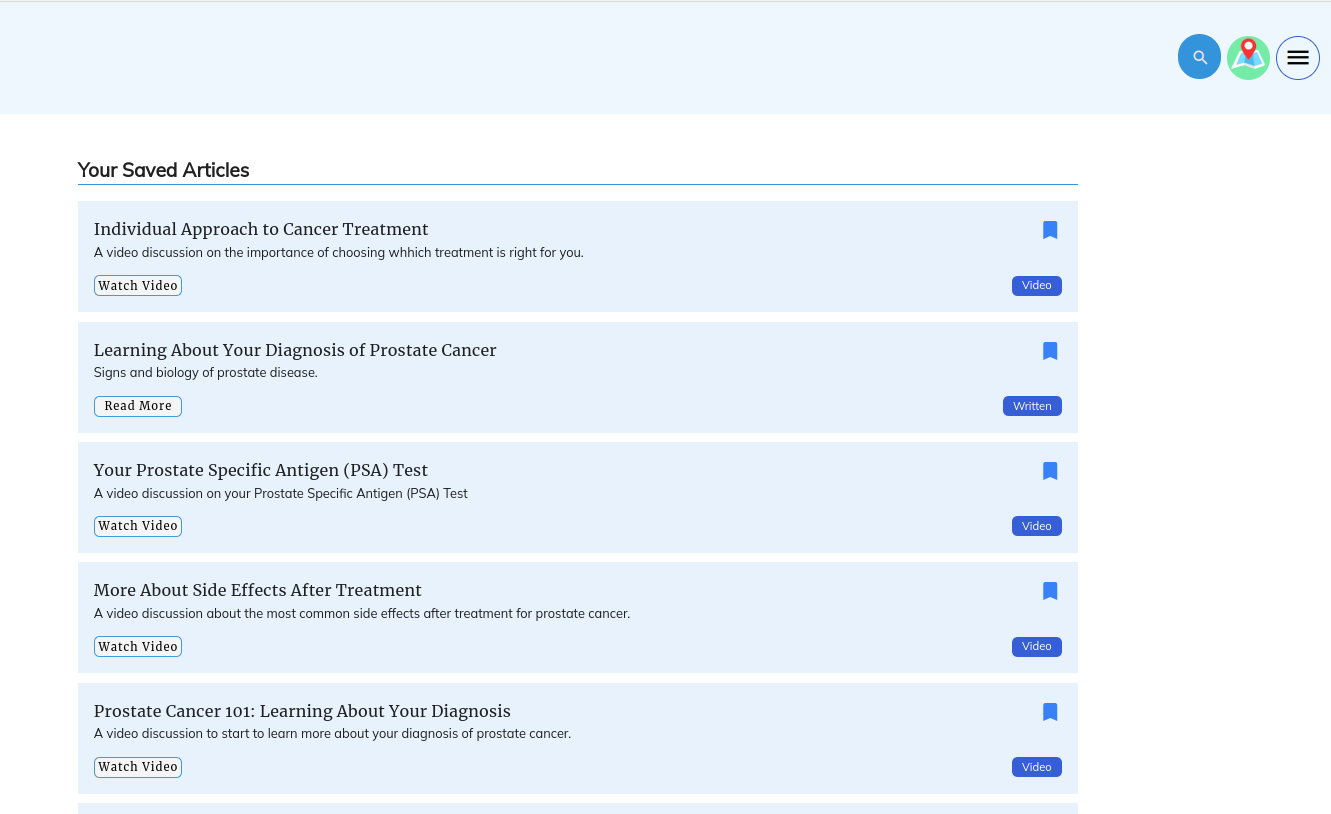 Your Saved Articles
Individual Approach to Cancer Treatment
A video discussion on the importance of choosing whhich treatment is right for you.
Watch Video
Video
Learning About Your Diagnosis of Prostate Cancer
Signs and biology of prostate disease.
Read More
Written
Your Prostate Specific Antigen (PSA) Test
A video discussion on your Prostate Specific Antigen (PSA) Test
Watch Video
Video
More About Side Effects After Treatment
A video discussion about the most common side effects after treatment for prostate cancer.
Watch Video
Video
Prostate Cancer 101: Learning About Your Diagnosis
A video discussion to start to learn more about your diagnosis of prostate cancer.
Watch Video
Video